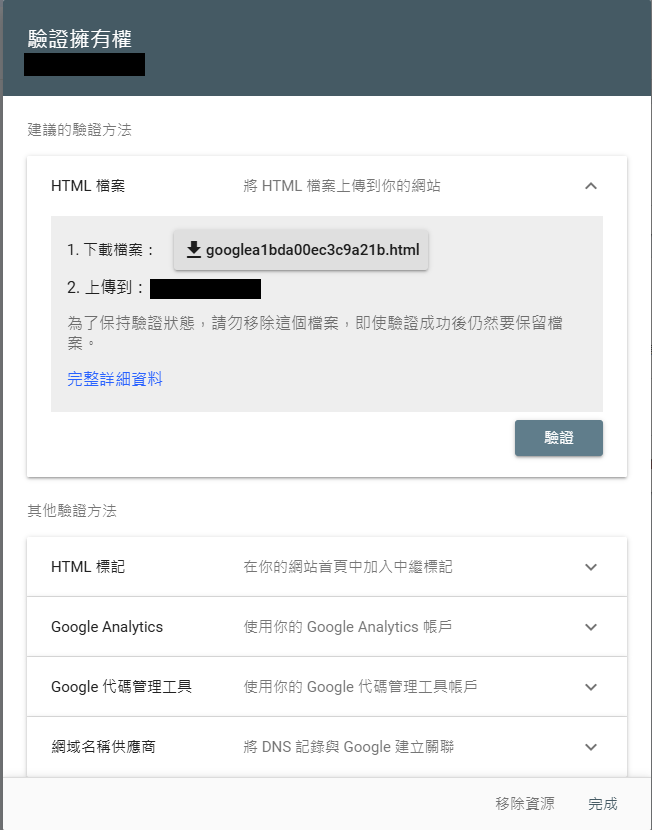 驗證擁有權
建議的驗證方法
HTML 檔案 將 HTML 檔案上傳到你的網站
1. 下載檔案： googlea1bda00ec3c9a21b.html
2. 上傳到：
為了保持驗證狀態，請勿移除這個檔案，即使驗證成功後仍然要保留檔
案。
完整詳細資料
驗證
其他驗證方法
HTML 標記 在你的網站首頁中加入中繼標記
Google Analytics 使用你的 Google Analytics 帳戶
Google 代碼管理工具 使用你的 Google 代碼管理工具帳戶
網域名稱供應商 將 DNS 記錄與 Google 建立關聯
移除資源 完成